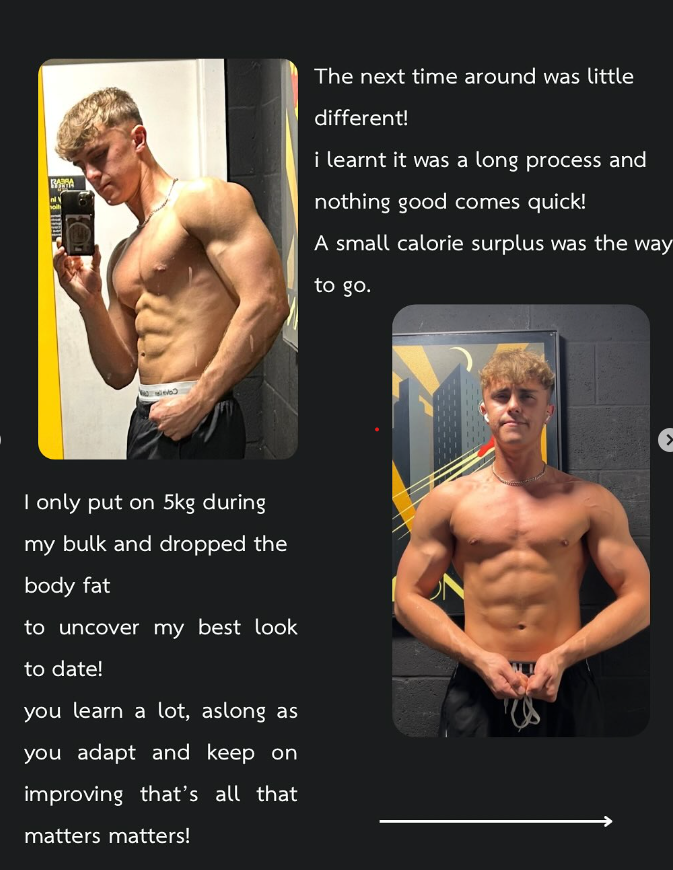 The next time around was little
different!
i learnt it was a long process and
nothing good comes quick!
A small calorie surplus was the way
to go.
I only put on 5kg during
my bulk and dropped the
body fat
to uncover my best look
to date!
you learn a lot, aslong as
you adapt and keep on
improving that's all that
matters matters!